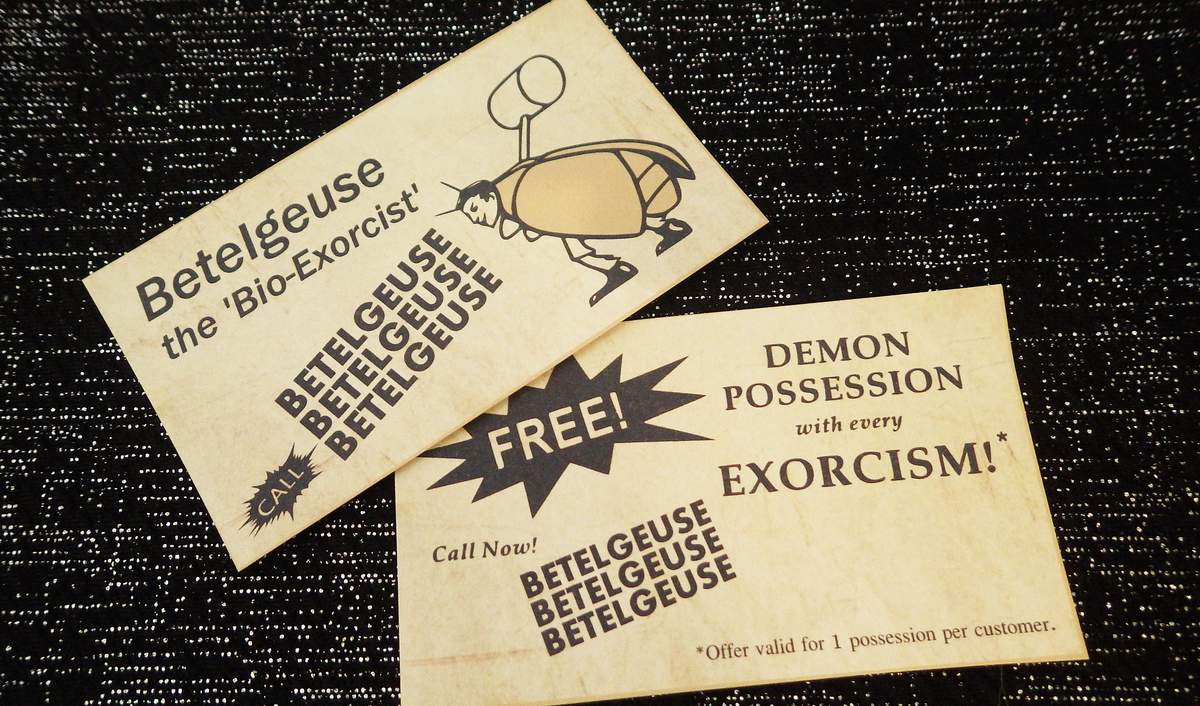 Betelgeuse
the 'Bio-Exorcist'
BETELGEUSE
BETELGEUSE
BETELGEUSE
CALL
FREE!
DEMON
POSSESSION
with every
EXORCISM!*
Call Now!
BETELGEUSE
BETELGEUSE
BETELGEUSE
*Offer valid for 1 possession per customer.